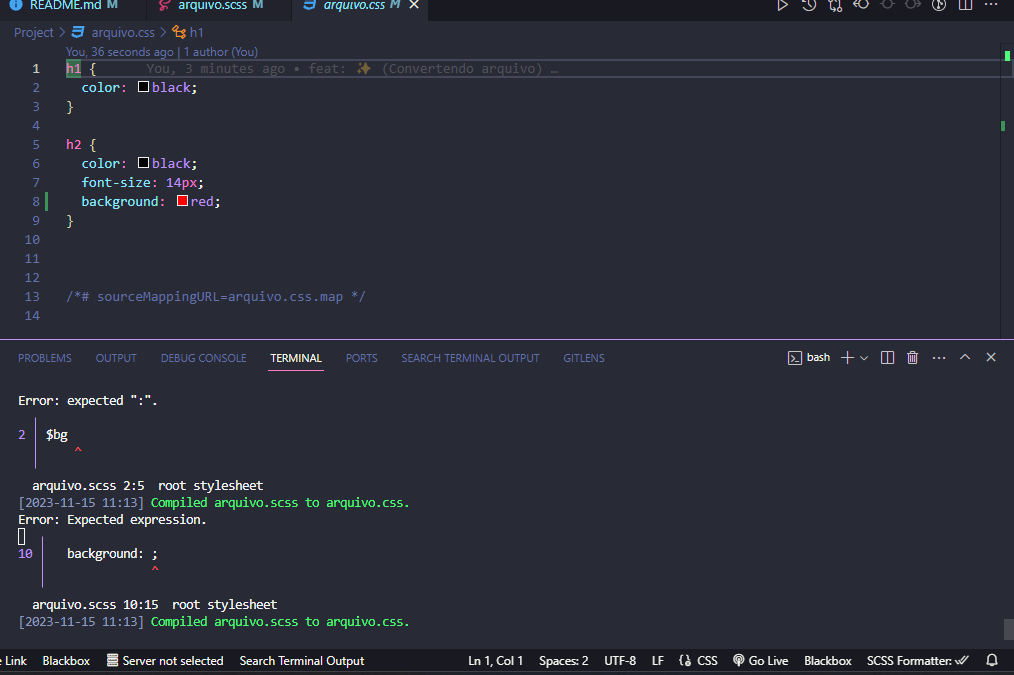 README.md M arquivo.scss M arquivo.css M
Project > arquivo.css > h1
You, 36 seconds ago | 1 author (You)
1 h1 { You, 3 minutes ago • feat: ✨ (Convertendo arquivo) …
2 color: black;
3 }
4
5 h2 {
6 color: black;
7 font-size: 14px;
8 background: red;
9 }
10
11
12
13 /*# sourceMappingURL=arquivo.css.map */
14
PROBLEMS OUTPUT DEBUG CONSOLE TERMINAL PORTS SEARCH TERMINAL OUTPUT GITLENS bash
Error: expected ":".
2 $bg
^
arquivo.scss 2:5 root stylesheet
[2023-11-15 11:13] Compiled arquivo.scss to arquivo.css.
Error: Expected expression.
10 background: ;
^
arquivo.scss 10:15 root stylesheet
[2023-11-15 11:13] Compiled arquivo.scss to arquivo.css.
e Link Blackbox Server not selected Search Terminal Output Ln 1, Col 1 Spaces: 2 UTF-8 LF CSS Go Live Blackbox SCSS Formatter: